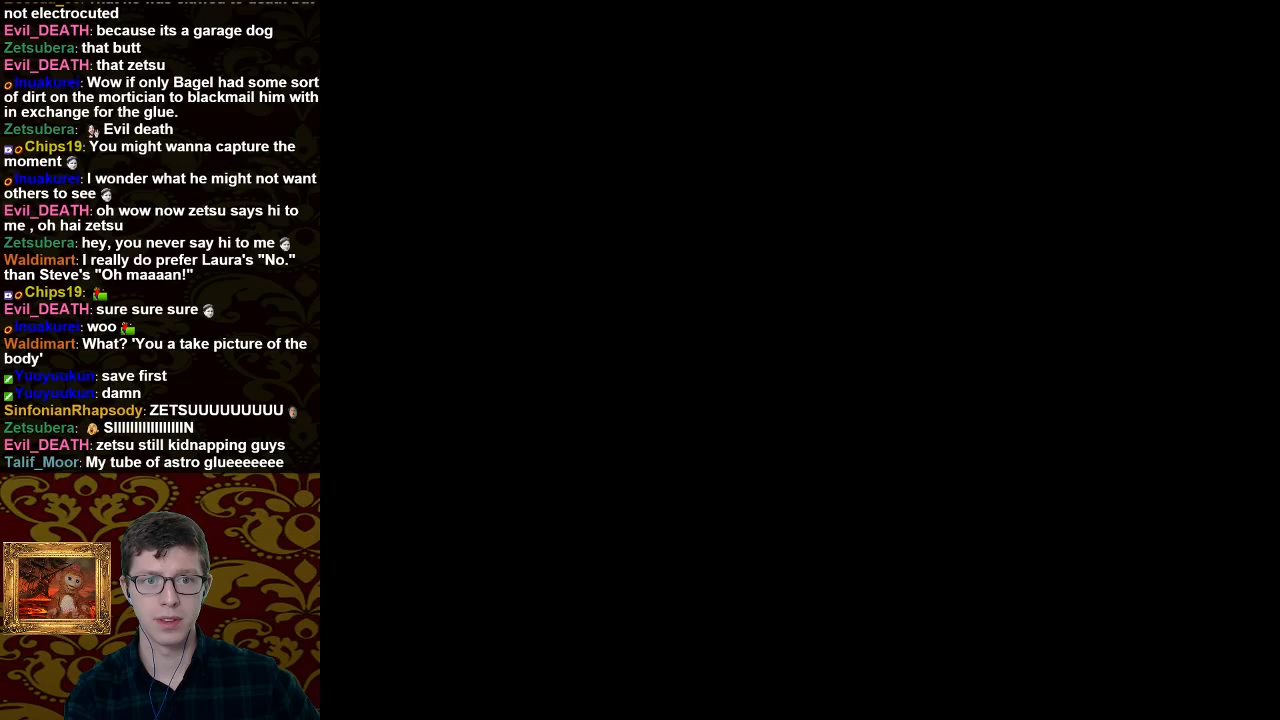 not electrocuted
Evil_DEATH: because its a garage dog
Zetsubera: that butt
Evil_DEATH: that zetsu
Inuakurei: Wow if only Bagel had some sort
of dirt on the mortician to blackmail him with
in exchange for the glue.
Zetsubera: Evil death
Chips19: You might wanna capture the
moment
Inuakurei: I wonder what he might not want
others to see
Evil_DEATH: oh wow now zetsu says hi to
me , oh hai zetsu
Zetsubera: hey, you never say hi to me
Waldimart: I really do prefer Laura's "No."
than Steve's "Oh maaaan!"
Chips19:
Evil_DEATH: sure sure sure
Inuakurei: woo
Waldimart: What? 'You a take picture of the
body'
Yuuyuukun: save first
Yuuyuukun: damn
SinfonianRhapsody: ZETSUUUUUUUUU
Zetsubera: SIIIIIIIIIIIIIIIIN
Evil_DEATH: zetsu still kidnapping guys
Talif_Moor: My tube of astro glueeeeeee